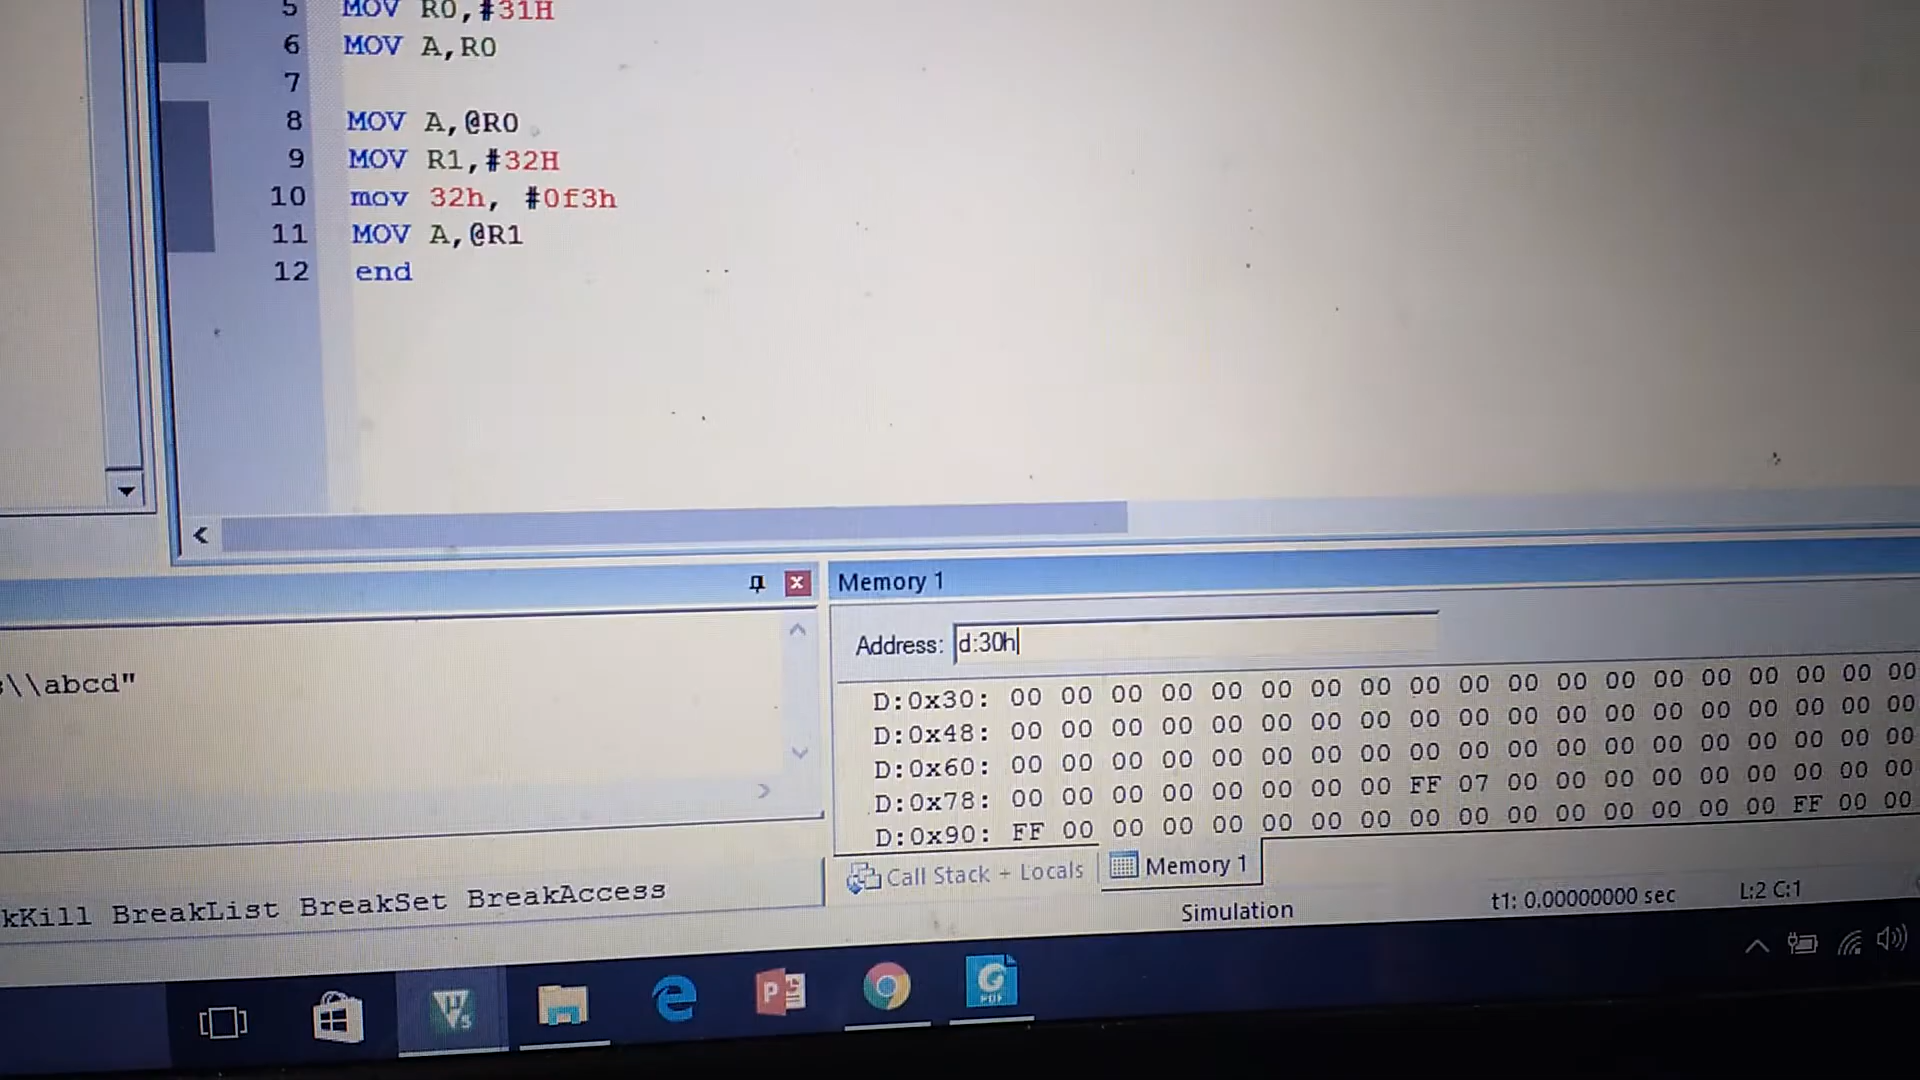 5 MOV R0,#31H
6 MOV A,R0
7
8 MOV A,@R0
9 MOV R1,#32H
10 mov 32h, #0f3h
11 MOV A,@R1
12 end
\\abcd"
kKill BreakList BreakSet BreakAccess
Memory 1
Address: d:30h
D:0x30: 00 00 00 00 00 00 00 00 00 00 00 00 00 00 00 00 00 00 00
D:0x48: 00 00 00 00 00 00 00 00 00 00 00 00 00 00 00 00 00 00 00
D:0x60: 00 00 00 00 00 00 00 00 00 00 00 00 00 00 00 00 00 00 00
D:0x78: 00 00 00 00 00 00 00 00 FF 07 00 00 00 00 00 00 00 00 00
D:0x90: FF 00 00 00 00 00 00 00 00 00 00 00 00 00 00 00 FF 00 00
Call Stack + Locals Memory 1
Simulation t1: 0.00000000 sec L:2 C:1